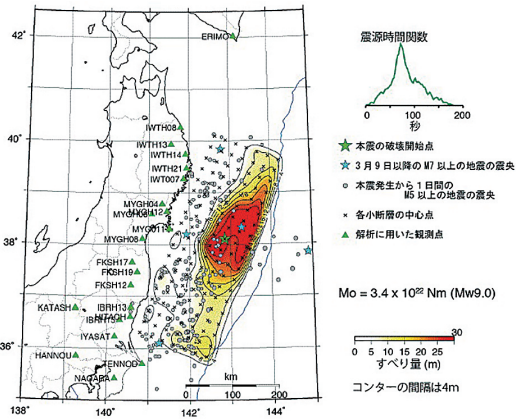 42°
40°
38°
36°
138°
140°
142°
144°
ERIMO
IWTH08
IWTH13
IWTH14
IWTH21
IWT007
MYGH04
MYGH12
MYGH08
FKSH17
FKSH19
FKSH12
KATASH
IBRH13
HITACH
IYASAT
HANNOU
TENNOD
NAGARA
km
0 100 200
震源時間関数
0 100 200
秒
本震の破壊開始点
3月9日以降のM7以上の地震の震央
本震発生から1日間の
M5以上の地震の震央
各小断層の中心点
解析に用いた観測点
Mo = 3.4 x 10²² Nm (Mw9.0)
30
0 5 10 15 20 25
すべり量 (m)
コンターの間隔は4m